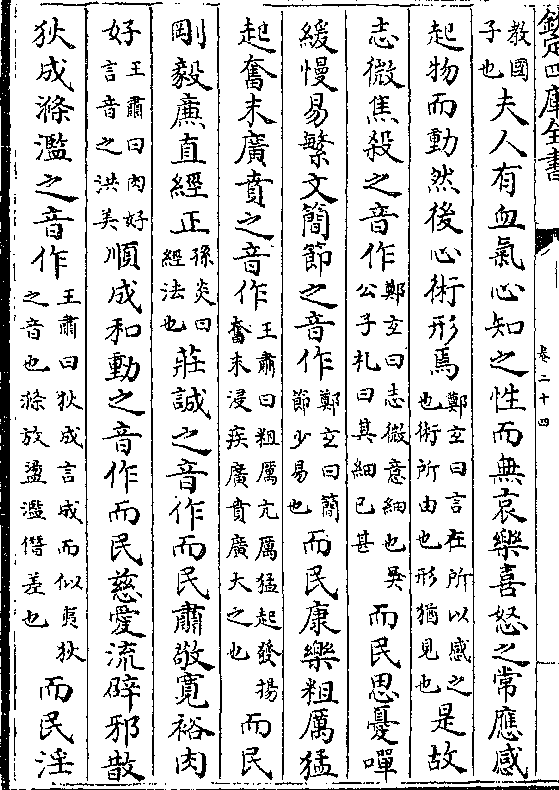 欽定四庫全書
卷二十四
教國子也夫人有血氣心知之性而無哀樂喜怒之常應感
起物而動然後心術形焉鄭玄曰言在所以感之也術所由也形猶見也是故
志微焦殺之音作鄭玄曰志微意細也吳公子札曰其細已甚而民思憂嘽
緩慢易繁文簡節之音作鄭玄曰簡節少易也而民康樂粗厲猛
起奮末廣賁之音作王肅曰粗厲亢厲猛起發揚奮末浸疾廣賁廣大之也而民
剛毅廉直經正孫炎曰經法也莊誠之音作而民肅敬寛裕肉
好王肅曰肉好言音之洪美順成和動之音作而民慈愛流辟邪散
狄成滌濫之音作王肅曰狄成言成而似夷狄之音也滌放盪濫僭差也而民淫